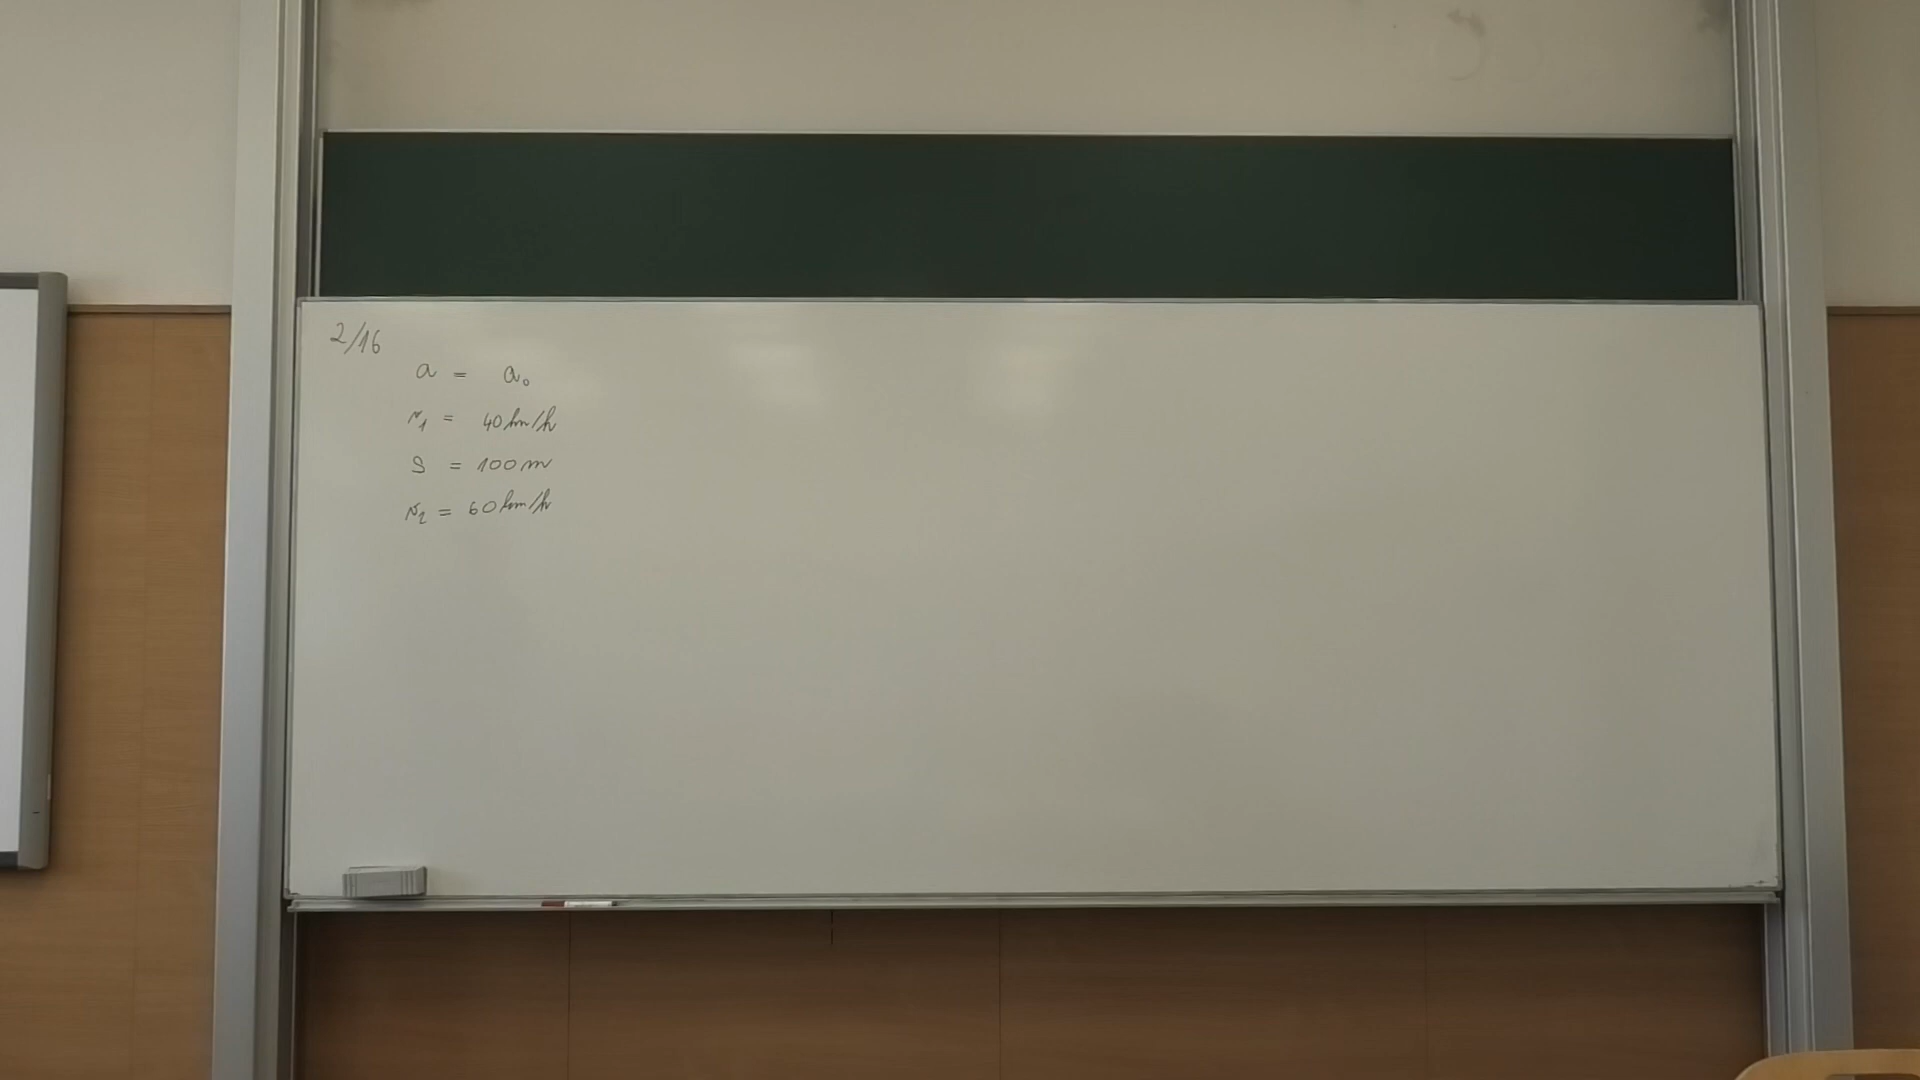 2/16
a = a₀
v₁ = 40 km/h
s = 100 m
v₂ = 60 km/h